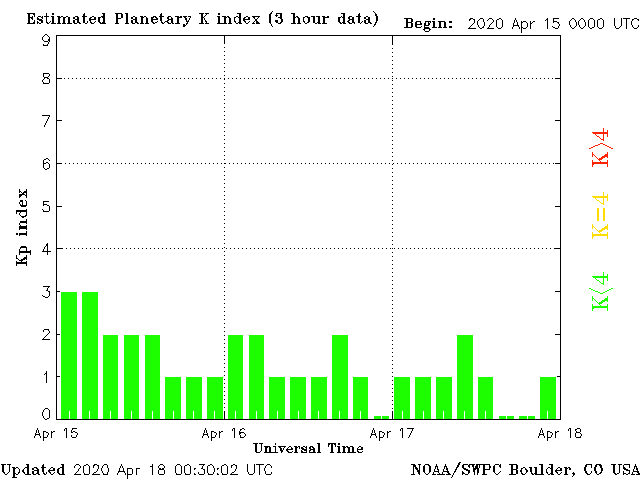 Estimated Planetary K index (3 hour data) Begin: 2020 Apr 15 0000 UTC
9
8
7
6
5
4
3
2
1
0
Kp index
K>4
K=4
K<4
Apr 15 Apr 16 Apr 17 Apr 18
Universal Time
Updated 2020 Apr 18 00:30:02 UTC NOAA/SWPC Boulder, CO USA